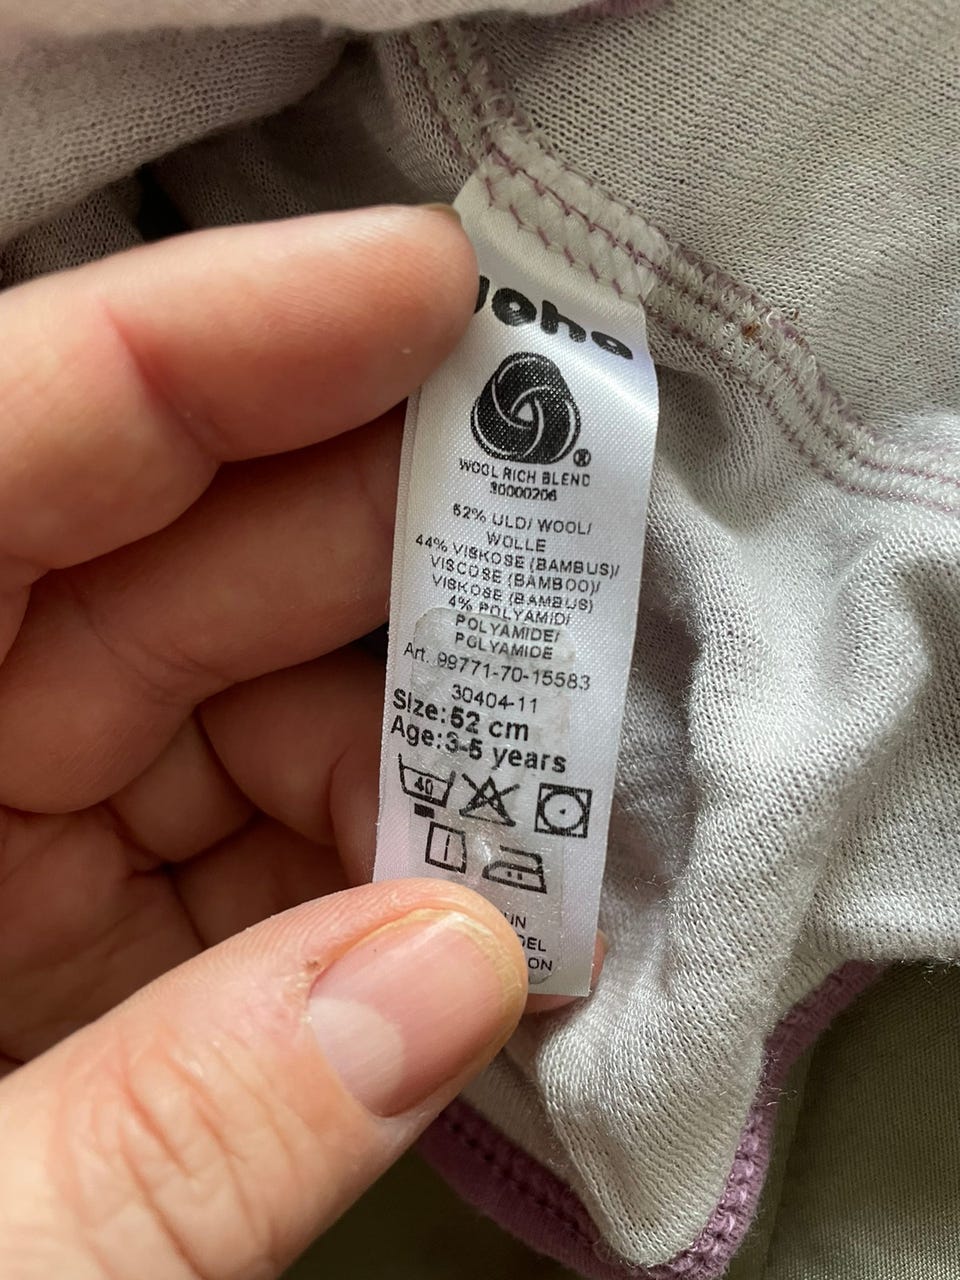 Joha
WOOL RICH BLEND
30000206
52% ULD/ WOOL/
WOLLE
44% VISKOSE (BAMBUS)/
VISCOSE (BAMBOO)/
VISKOSE (BAMBUS)
4% POLYAMID/
POLYAMIDE/
POLYAMIDE
Art. 99771-70-15583
30404-11
Size:52 cm
Age:3-5 years
40